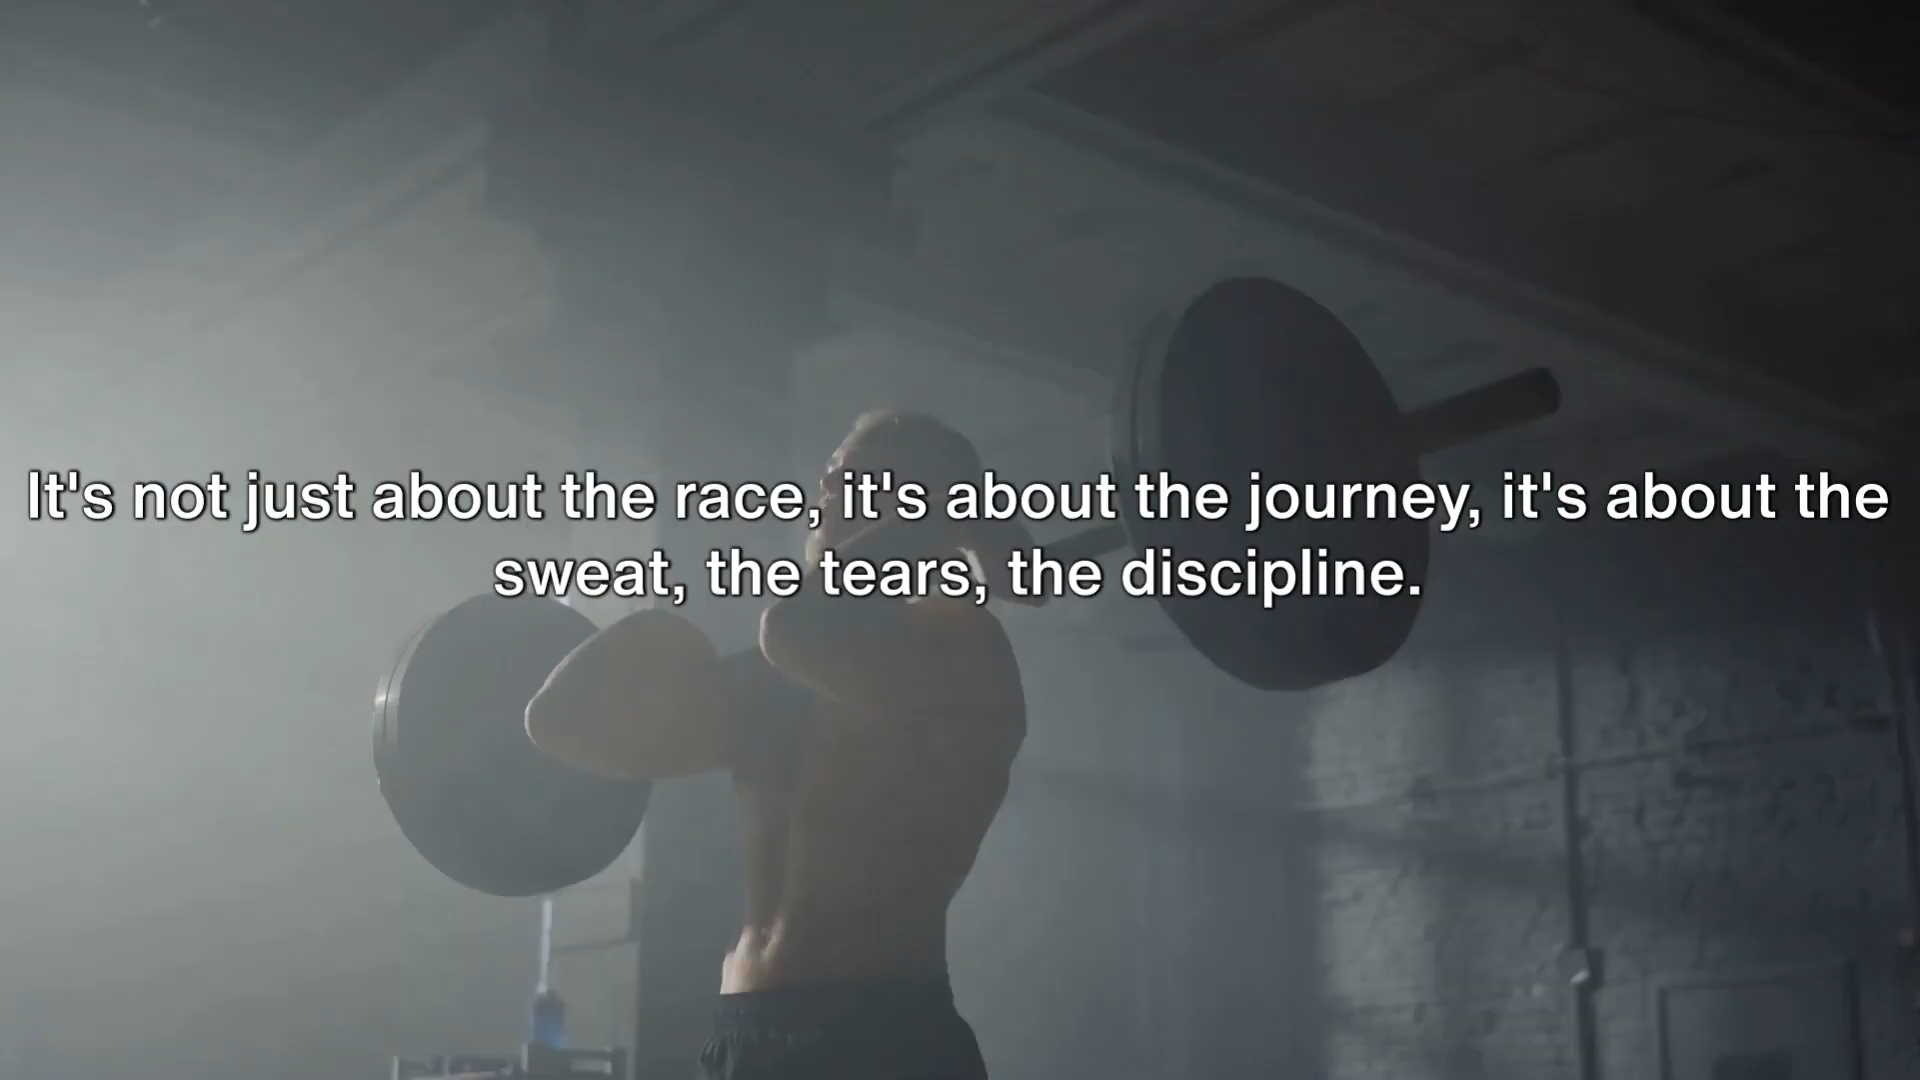 It's not just about the race, it's about the journey, it's about the
sweat, the tears, the discipline.